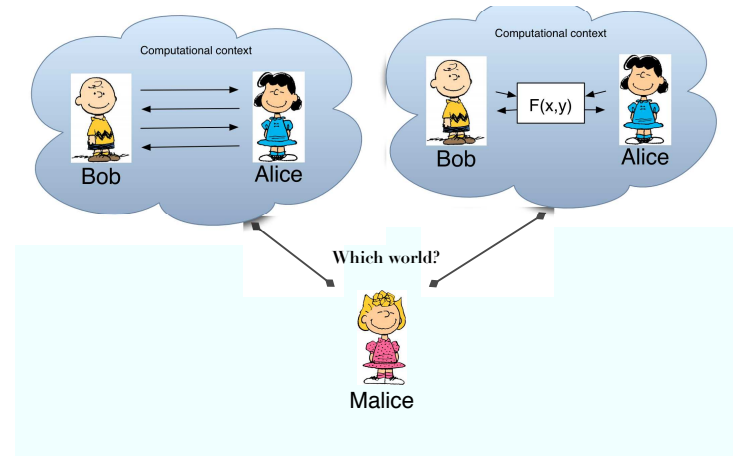 Computational context
Bob
Alice
Computational context
F(x,y)
Bob
Alice
Which world?
Malice